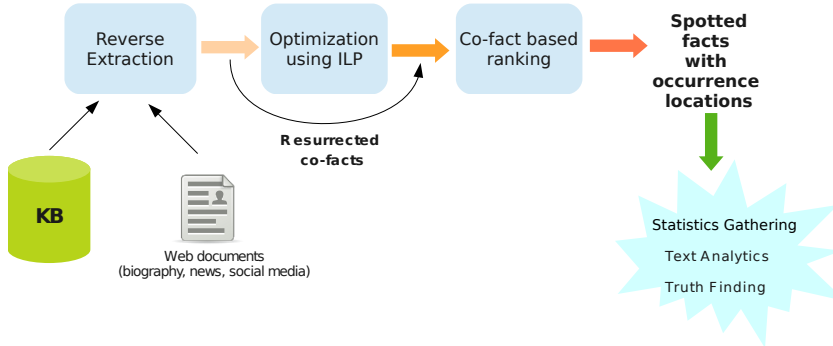 Reverse
Extraction
Optimization
using ILP
Co-fact based
ranking
Spotted
facts
with
occurrence
locations
Resurrected
co-facts
KB
Web documents
(biography, news, social media)
Statistics Gathering
Text Analytics
Truth Finding